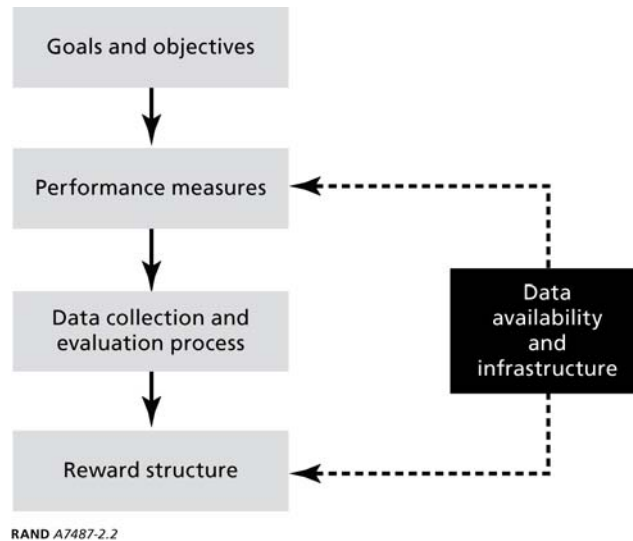 Goals and objectives
Performance measures
Data collection and
evaluation process
Reward structure
Data
availability
and
infrastructure
RAND A7487-2.2